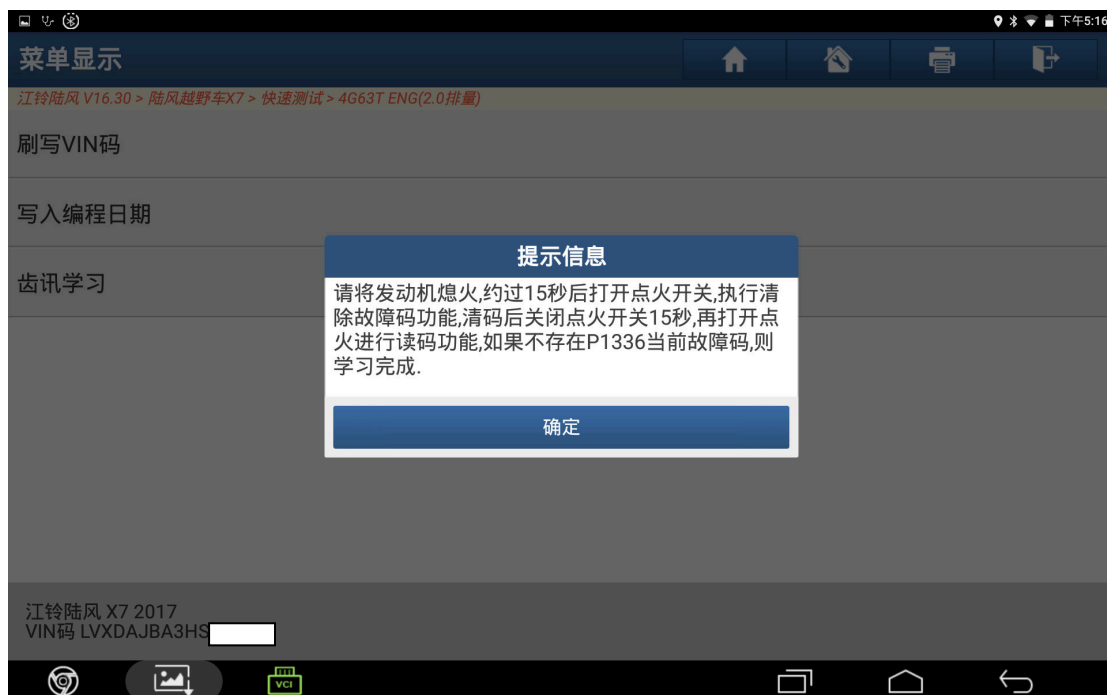 下午5:16
菜单显示
江铃陆风 V16.30 > 陆风越野车X7 > 快速测试 > 4G63T ENG(2.0排量)
刷写VIN码
写入编程日期
齿讯学习
提示信息
请将发动机熄火,约过15秒后打开点火开关,执行清
除故障码功能,清码后关闭点火开关15秒,再打开点
火进行读码功能,如果不存在P1336当前故障码,则
学习完成.
确定
江铃陆风 X7 2017
VIN码 LVXDAJBA3HS
VCI